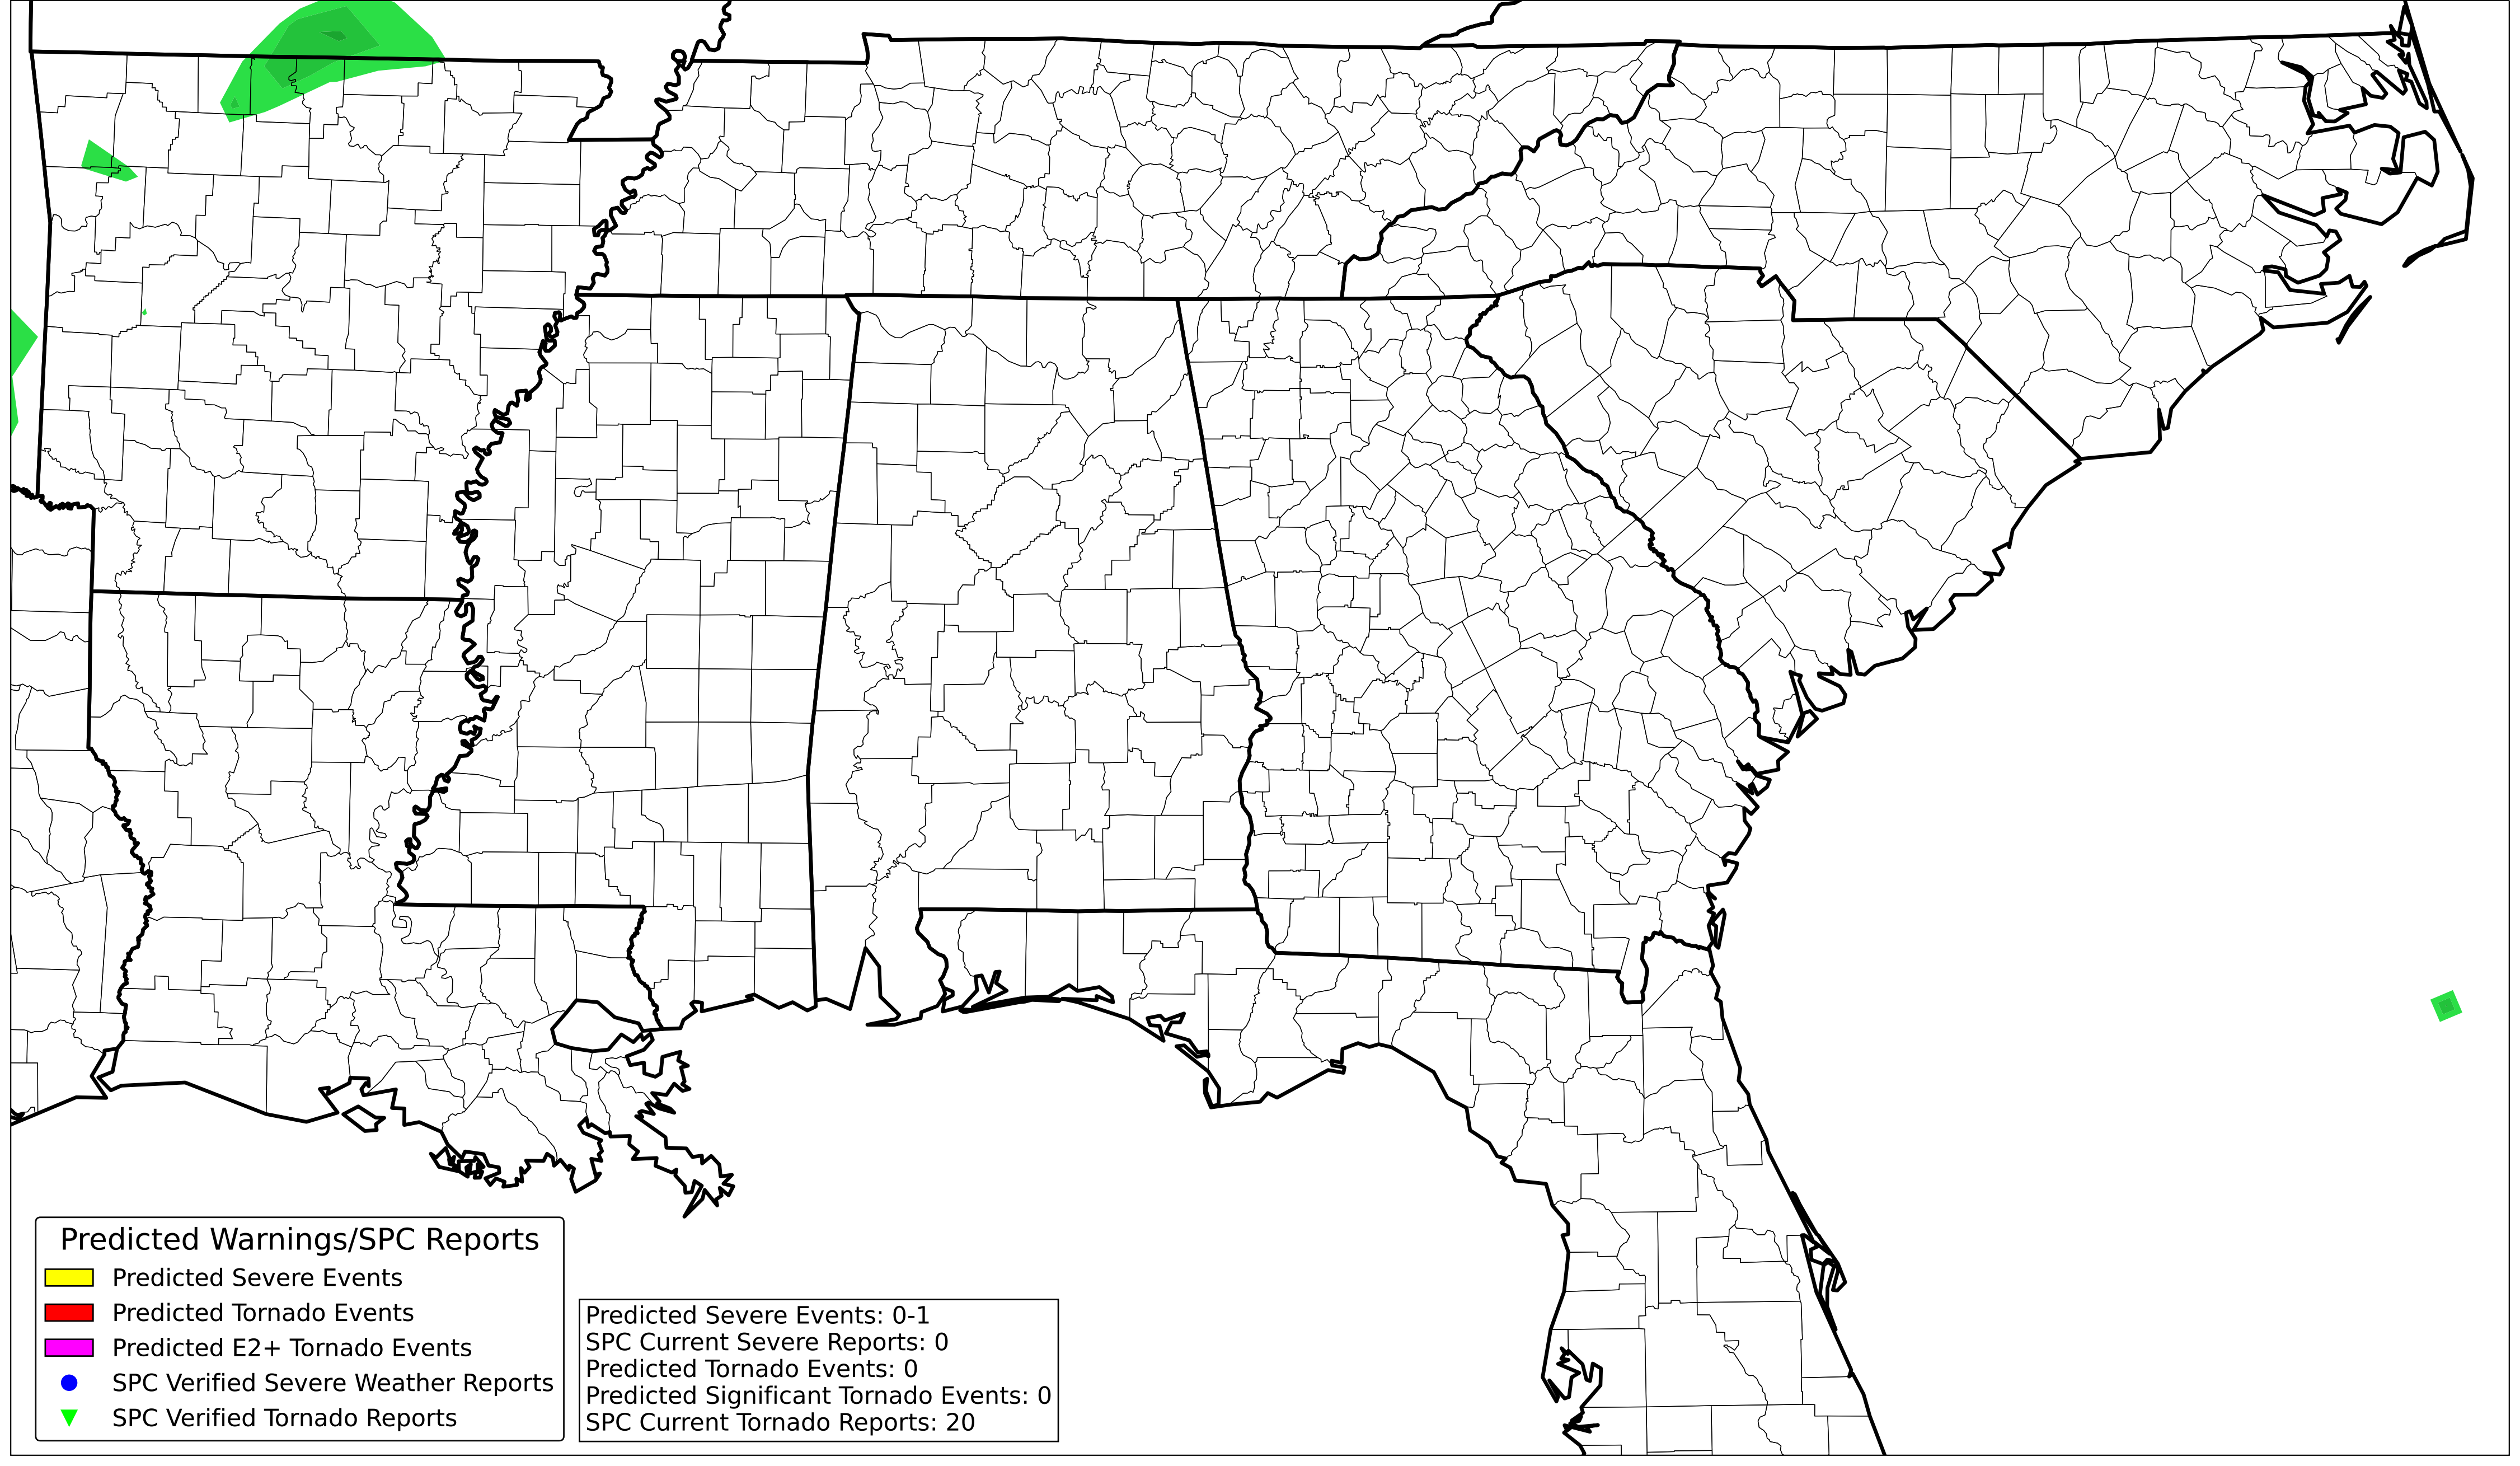 Predicted Warnings/SPC Reports
Predicted Severe Events
Predicted Tornado Events
Predicted E2+ Tornado Events
SPC Verified Severe Weather Reports
SPC Verified Tornado Reports
Predicted Severe Events: 0-1
SPC Current Severe Reports: 0
Predicted Tornado Events: 0
Predicted Significant Tornado Events: 0
SPC Current Tornado Reports: 20